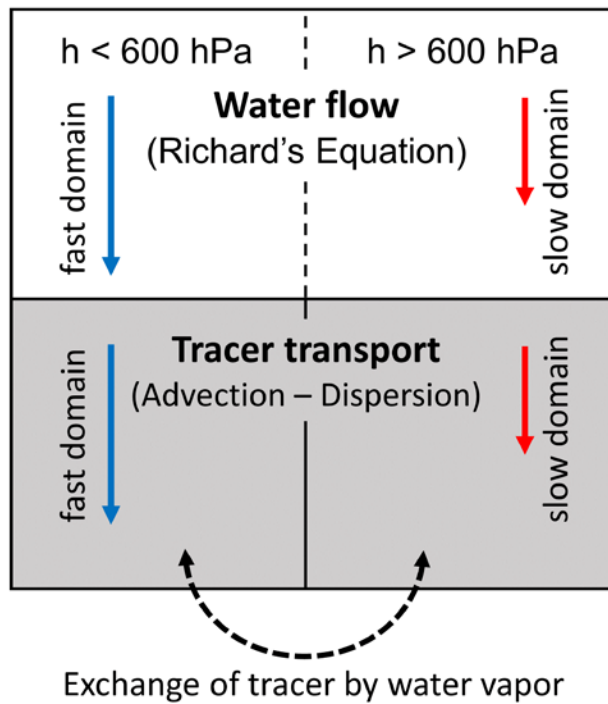 h < 600 hPa
h > 600 hPa
Water flow
(Richard's Equation)
fast domain
slow domain
Tracer transport
(Advection – Dispersion)
fast domain
slow domain
Exchange of tracer by water vapor